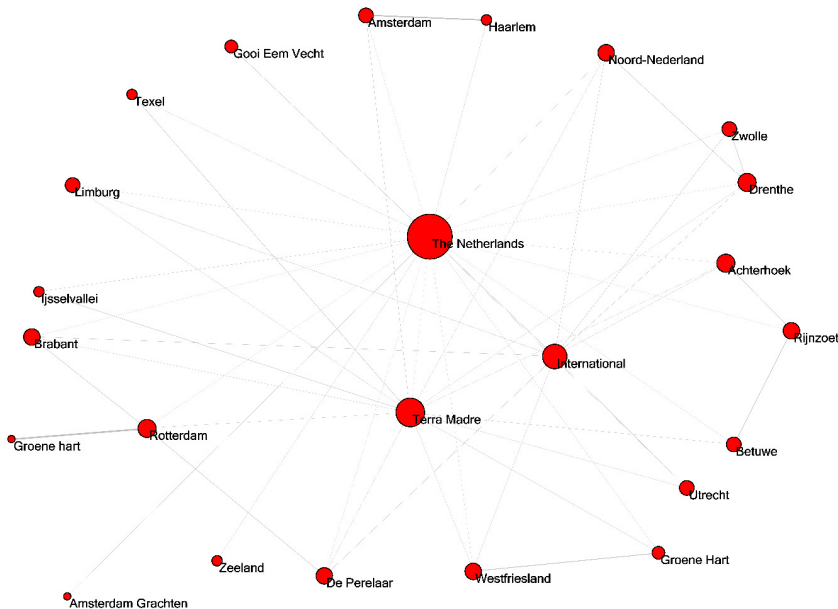 Amsterdam
Haarlem
Gooi Eem Vecht
Noord-Nederland
Texel
Zwolle
Limburg
Drenthe
The Netherlands
Achterhoek
Ijsselvallei
Rijnzoet
Brabant
International
Terra Madre
Rotterdam
Groene hart
Betuwe
Utrecht
Groene Hart
Zeeland
Westfriesland
De Perelaar
Amsterdam Grachten